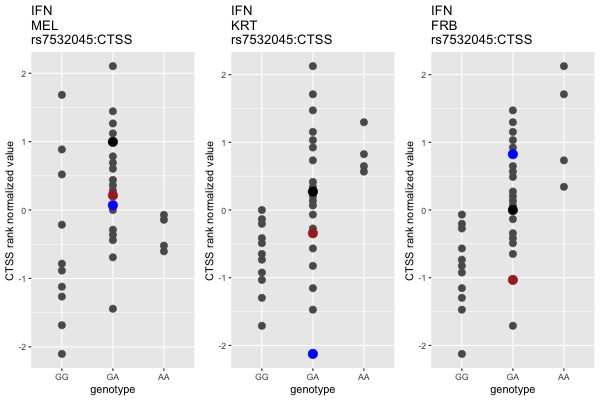 IFN
MEL
rs7532045:CTSS
CTSS rank normalized value
2
1
0
-1
-2
GG GA AA
genotype
IFN
KRT
rs7532045:CTSS
CTSS rank normalized value
2
1
0
-1
-2
GG GA AA
genotype
IFN
FRB
rs7532045:CTSS
CTSS rank normalized value
2
1
0
-1
-2
GG GA AA
genotype